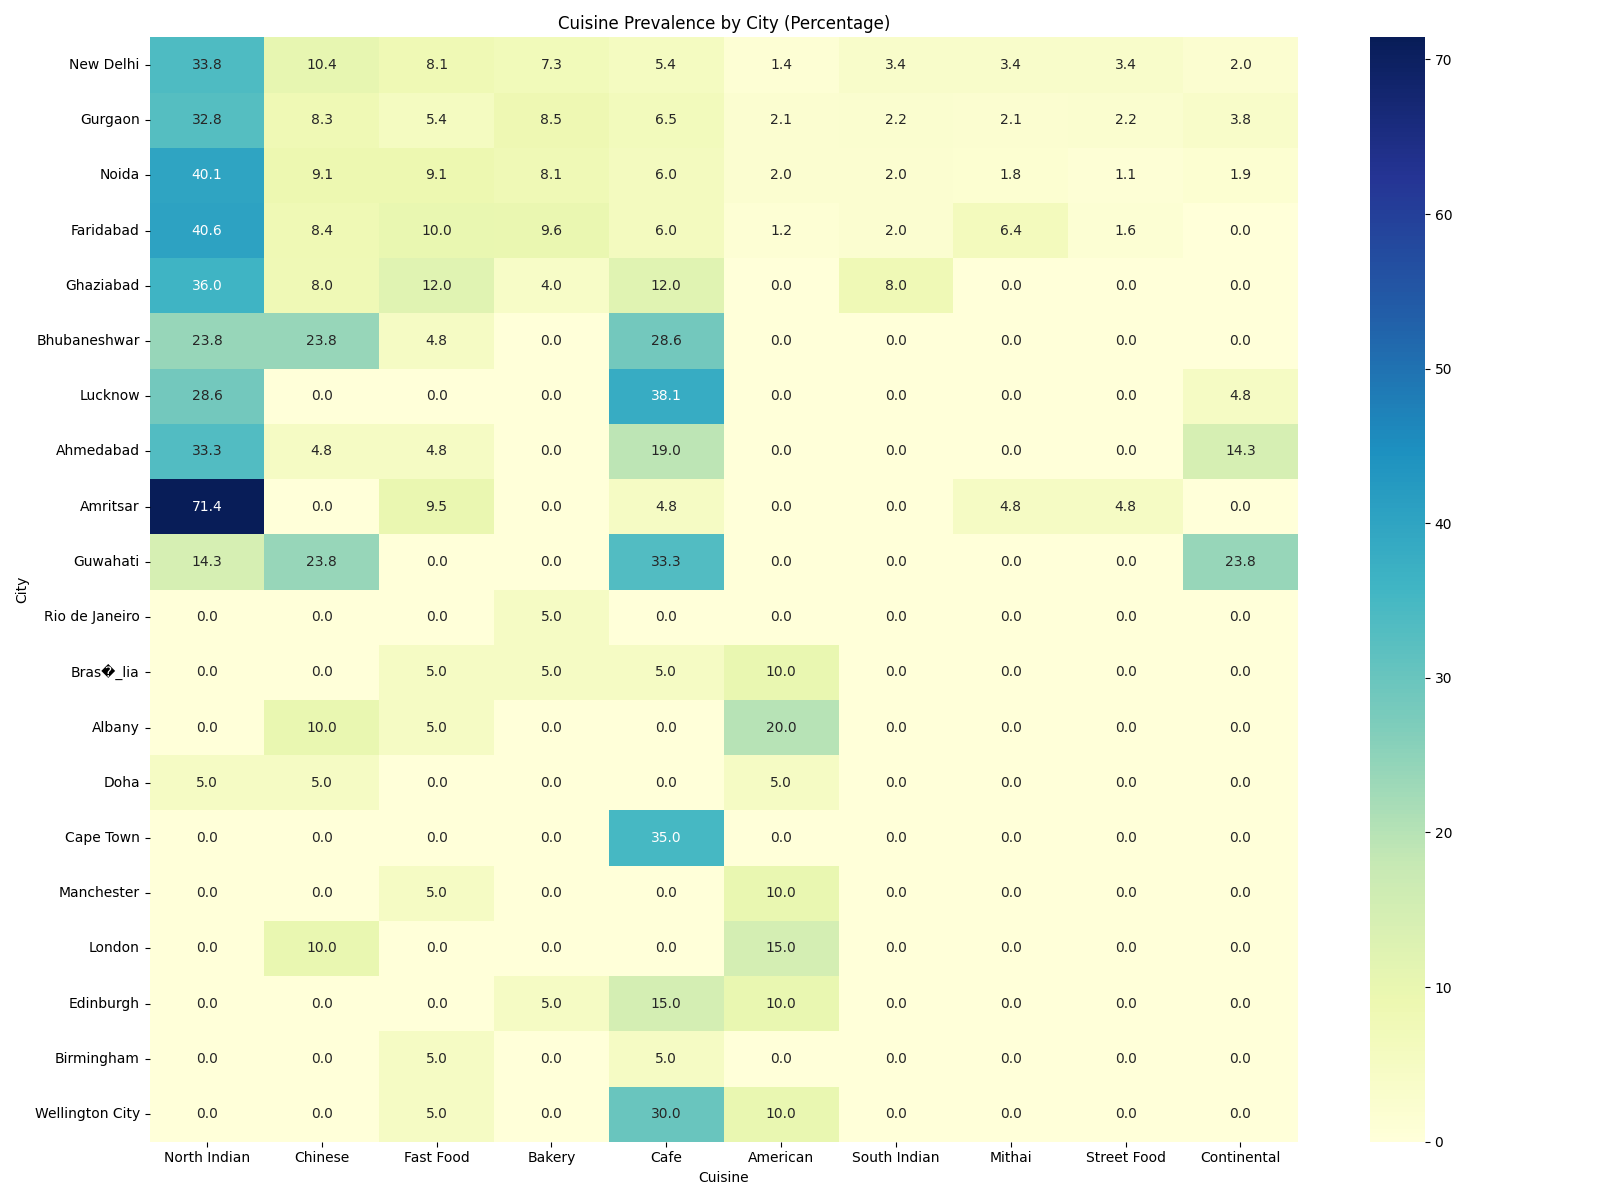 Cuisine Prevalence by City (Percentage)
New Delhi 33.8 10.4 8.1 7.3 5.4 1.4 3.4 3.4 3.4 2.0
Gurgaon 32.8 8.3 5.4 8.5 6.5 2.1 2.2 2.1 2.2 3.8
Noida 40.1 9.1 9.1 8.1 6.0 2.0 2.0 1.8 1.1 1.9
Faridabad 40.6 8.4 10.0 9.6 6.0 1.2 2.0 6.4 1.6 0.0
Ghaziabad 36.0 8.0 12.0 4.0 12.0 0.0 8.0 0.0 0.0 0.0
Bhubaneshwar 23.8 23.8 4.8 0.0 28.6 0.0 0.0 0.0 0.0 0.0
Lucknow 28.6 0.0 0.0 0.0 38.1 0.0 0.0 0.0 0.0 4.8
Ahmedabad 33.3 4.8 4.8 0.0 19.0 0.0 0.0 0.0 0.0 14.3
Amritsar 71.4 0.0 9.5 0.0 4.8 0.0 0.0 4.8 4.8 0.0
Guwahati 14.3 23.8 0.0 0.0 33.3 0.0 0.0 0.0 0.0 23.8
Rio de Janeiro 0.0 0.0 0.0 5.0 0.0 0.0 0.0 0.0 0.0 0.0
Bras�_lia 0.0 0.0 5.0 5.0 5.0 10.0 0.0 0.0 0.0 0.0
Albany 0.0 10.0 5.0 0.0 0.0 20.0 0.0 0.0 0.0 0.0
Doha 5.0 5.0 0.0 0.0 0.0 5.0 0.0 0.0 0.0 0.0
Cape Town 0.0 0.0 0.0 0.0 35.0 0.0 0.0 0.0 0.0 0.0
Manchester 0.0 0.0 5.0 0.0 0.0 10.0 0.0 0.0 0.0 0.0
London 0.0 10.0 0.0 0.0 0.0 15.0 0.0 0.0 0.0 0.0
Edinburgh 0.0 0.0 0.0 5.0 15.0 10.0 0.0 0.0 0.0 0.0
Birmingham 0.0 0.0 5.0 0.0 5.0 0.0 0.0 0.0 0.0 0.0
Wellington City 0.0 0.0 5.0 0.0 30.0 10.0 0.0 0.0 0.0 0.0
North Indian Chinese Fast Food Bakery Cafe American South Indian Mithai Street Food Continental
Cuisine
City
70
60
50
40
30
20
10
0